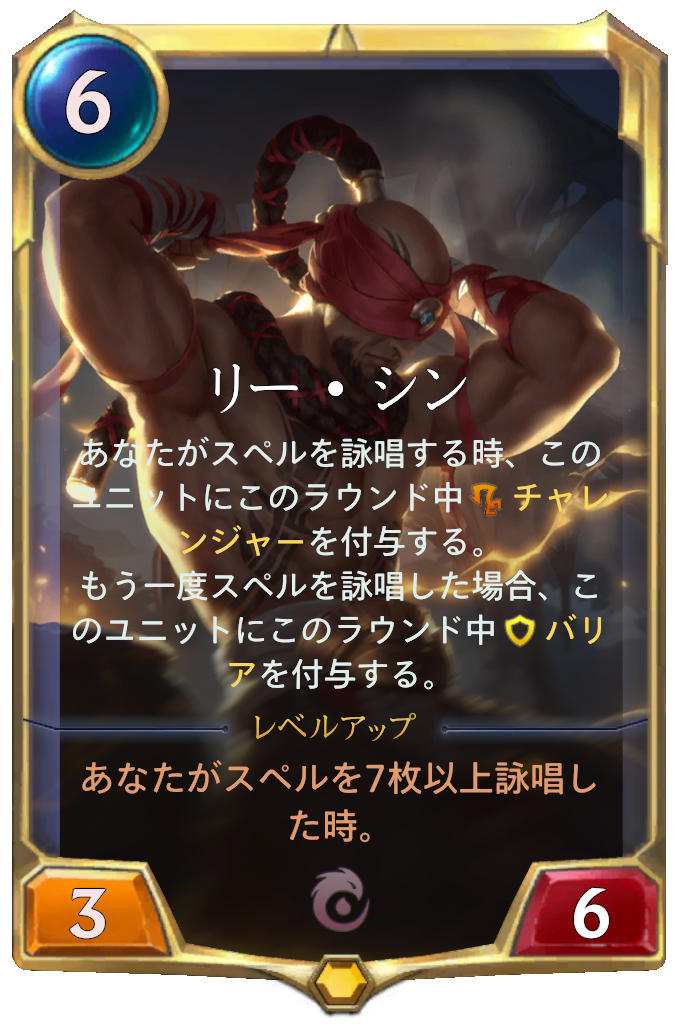 6
リー・シン
あなたがスペルを詠唱する時、この
ユニットにこのラウンド中 チャレ
ンジャーを付与する。
もう一度スペルを詠唱した場合、こ
のユニットにこのラウンド中 バリ
アを付与する。
レベルアップ
あなたがスペルを7枚以上詠唱し
た時。
3
6